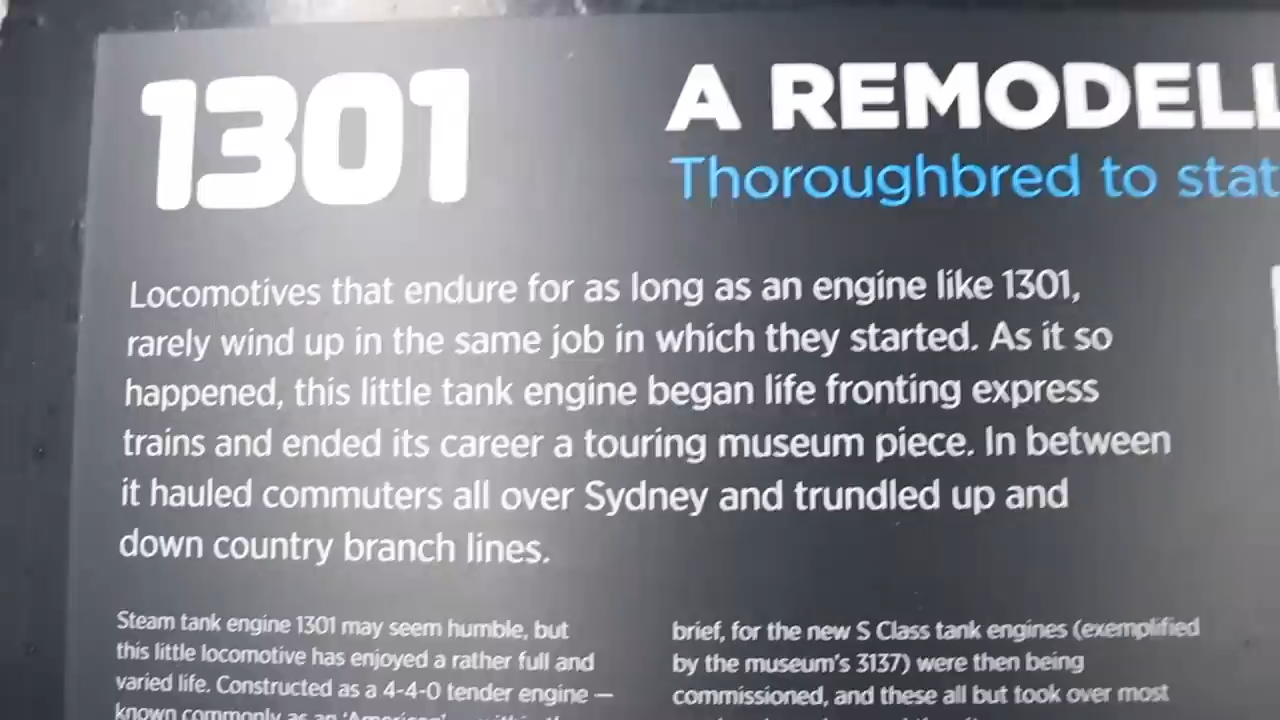 1301
A REMODELL
Thoroughbred to stat
Locomotives that endure for as long as an engine like 1301,
rarely wind up in the same job in which they started. As it so
happened, this little tank engine began life fronting express
trains and ended its career a touring museum piece. In between
it hauled commuters all over Sydney and trundled up and
down country branch lines.
Steam tank engine 1301 may seem humble, but
this little locomotive has enjoyed a rather full and
varied life. Constructed as a 4-4-0 tender engine —
known commonly as an 'American'
brief, for the new S Class tank engines (exemplified
by the museum's 3137) were then being
commissioned, and these all but took over most